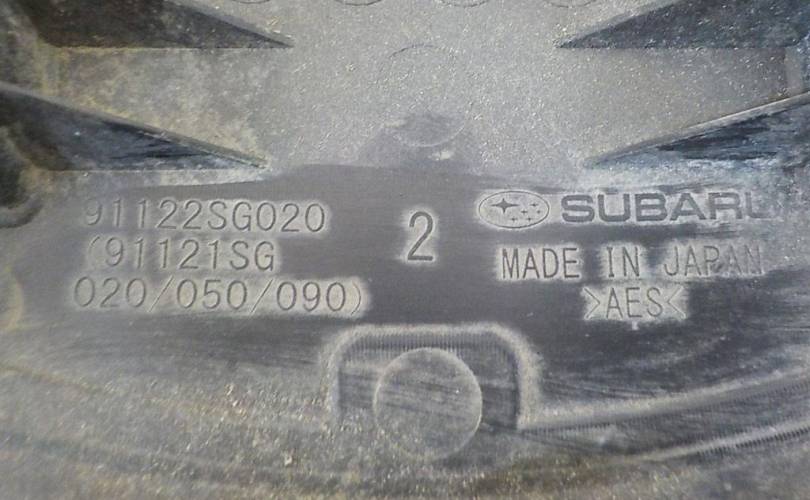 91122SG020
(91121SG
020/050/090)
2
SUBARU
MADE IN JAPAN
>AES<